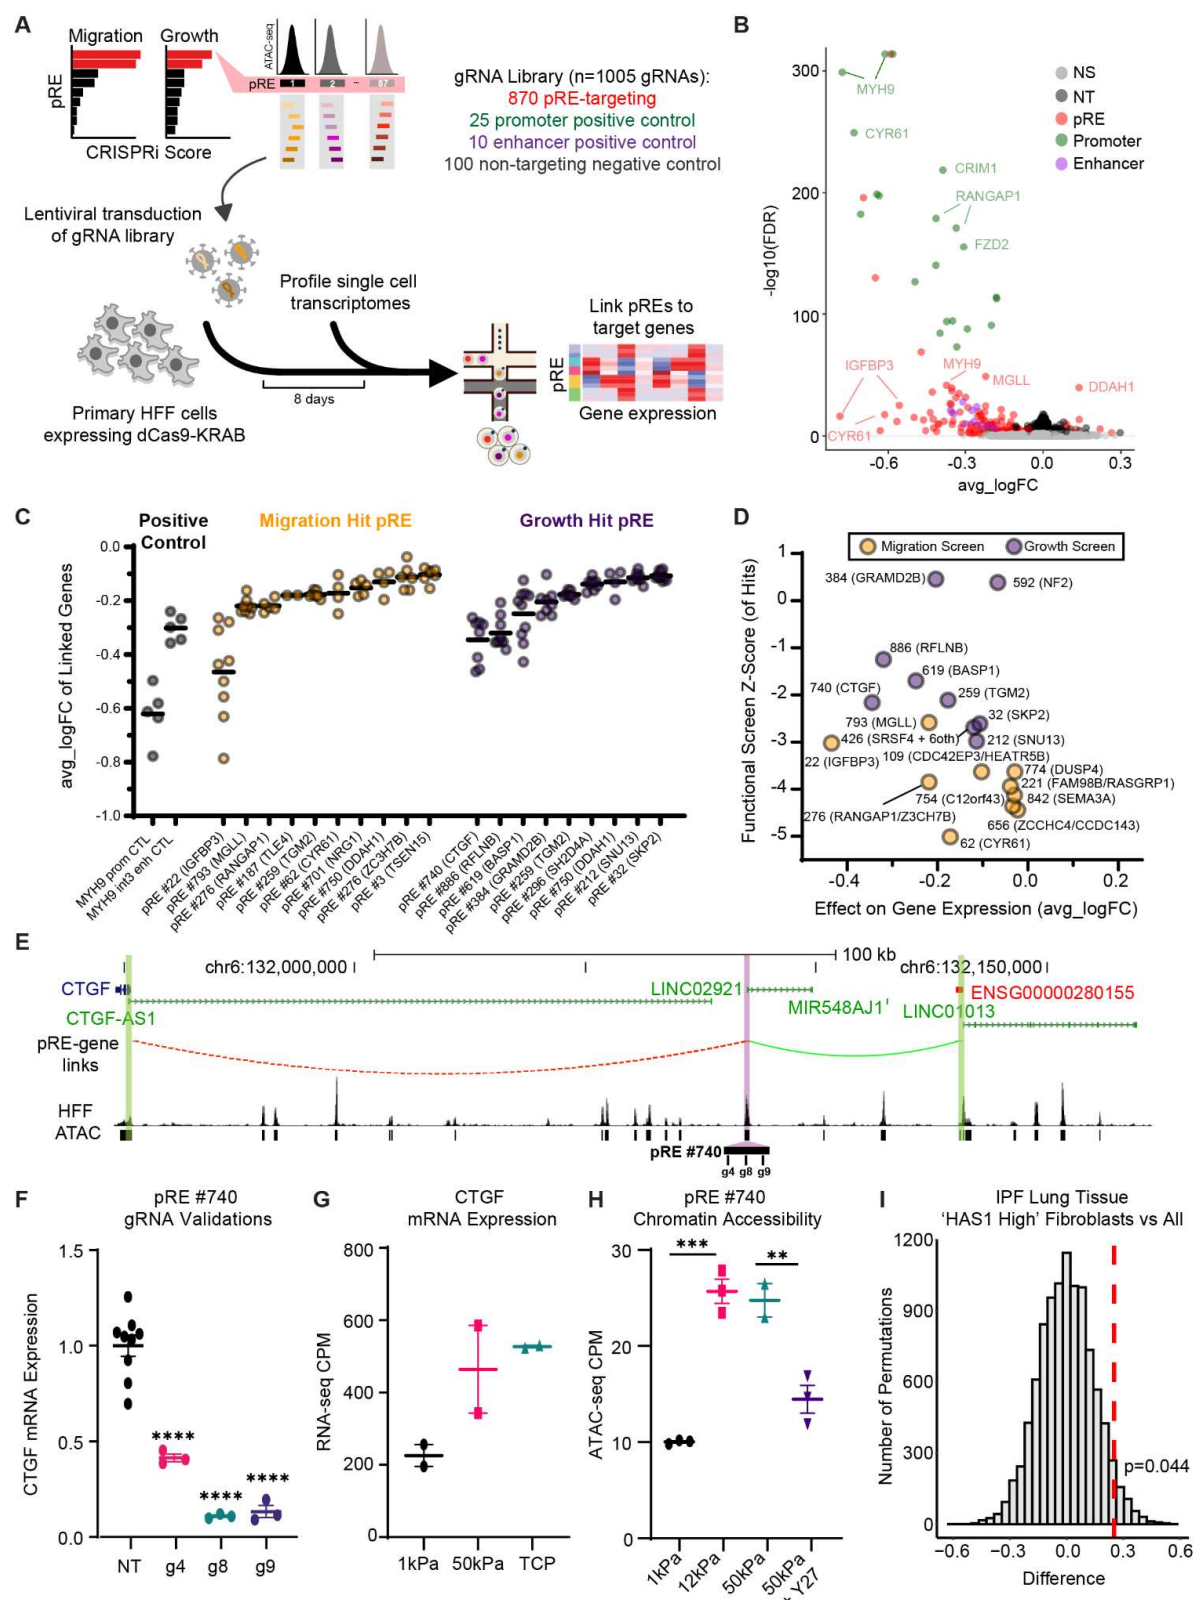 A
Migration Growth
pRE
CRISPRi Score
ATAC-seq
pRE 1 2 – 87
gRNA Library (n=1005 gRNAs):
870 pRE-targeting
25 promoter positive control
10 enhancer positive control
100 non-targeting negative control
Lentiviral transduction
of gRNA library
Profile single cell
transcriptomes
8 days
Primary HFF cells
expressing dCas9-KRAB
Link pREs to
target genes
pRE
Gene expression
B
300
200
100
0
-log10(FDR)
MYH9
CYR61
CRIM1
RANGAP1
FZD2
IGFBP3
MYH9
MGLL
DDAH1
CYR61
NS
NT
pRE
Promoter
Enhancer
-0.6 -0.3 0.0 0.3
avg_logFC
C
Positive
Control
Migration Hit pRE
Growth Hit pRE
avg_logFC of Linked Genes
0.0
-0.2
-0.4
-0.6
-0.8
-1.0
MYH9 prom CTL
MYH9 int3 enh CTL
pRE #22 (IGFBP3)
pRE #793 (MGLL)
pRE #276 (RANGAP1)
pRE #187 (TLE4)
pRE #259 (TGM2)
pRE #62 (CYR61)
pRE #701 (NRG1)
pRE #750 (DDAH1)
pRE #276 (ZC3H7B)
pRE #3 (TSEN15)
pRE #740 (CTGF)
pRE #886 (RFLNB)
pRE #619 (BASP1)
pRE #384 (GRAMD2B)
pRE #259 (TGM2)
pRE #296 (SH2D4A)
pRE #750 (DDAH1)
pRE #212 (SNU13)
pRE #32 (SKP2)
D
Migration Screen Growth Screen
Functional Screen Z-Score (of Hits)
1
0
-1
-2
-3
-4
-5
384 (GRAMD2B)
592 (NF2)
886 (RFLNB)
619 (BASP1)
740 (CTGF)
259 (TGM2)
793 (MGLL)
32 (SKP2)
426 (SRSF4 + 6oth)
212 (SNU13)
22 (IGFBP3)
109 (CDC42EP3/HEATR5B)
774 (DUSP4)
221 (FAM98B/RASGRP1)
754 (C12orf43)
842 (SEMA3A)
276 (RANGAP1/Z3CH7B)
656 (ZCCHC4/CCDC143)
62 (CYR61)
-0.4 -0.2 0.0 0.2
Effect on Gene Expression (avg_logFC)
E
100 kb
chr6:132,000,000
chr6:132,150,000
CTGF
LINC02921
ENSG00000280155
CTGF-AS1
MIR548AJ1
LINC01013
pRE-gene
links
HFF
ATAC
pRE #740
g4 g8 g9
F
pRE #740
gRNA Validations
CTGF mRNA Expression
1.5
1.0
0.5
0.0
****
****
****
NT g4 g8 g9
G
CTGF
mRNA Expression
RNA-seq CPM
800
600
400
200
0
1kPa 50kPa TCP
H
pRE #740
Chromatin Accessibility
ATAC-seq CPM
30
20
10
0
***
**
1kPa
12kPa
50kPa
50kPa
Y27
I
IPF Lung Tissue
'HAS1 High' Fibroblasts vs All
Number of Permutations
1200
900
600
300
0
p=0.044
−0.6 −0.3 0.0 0.3 0.6
Difference